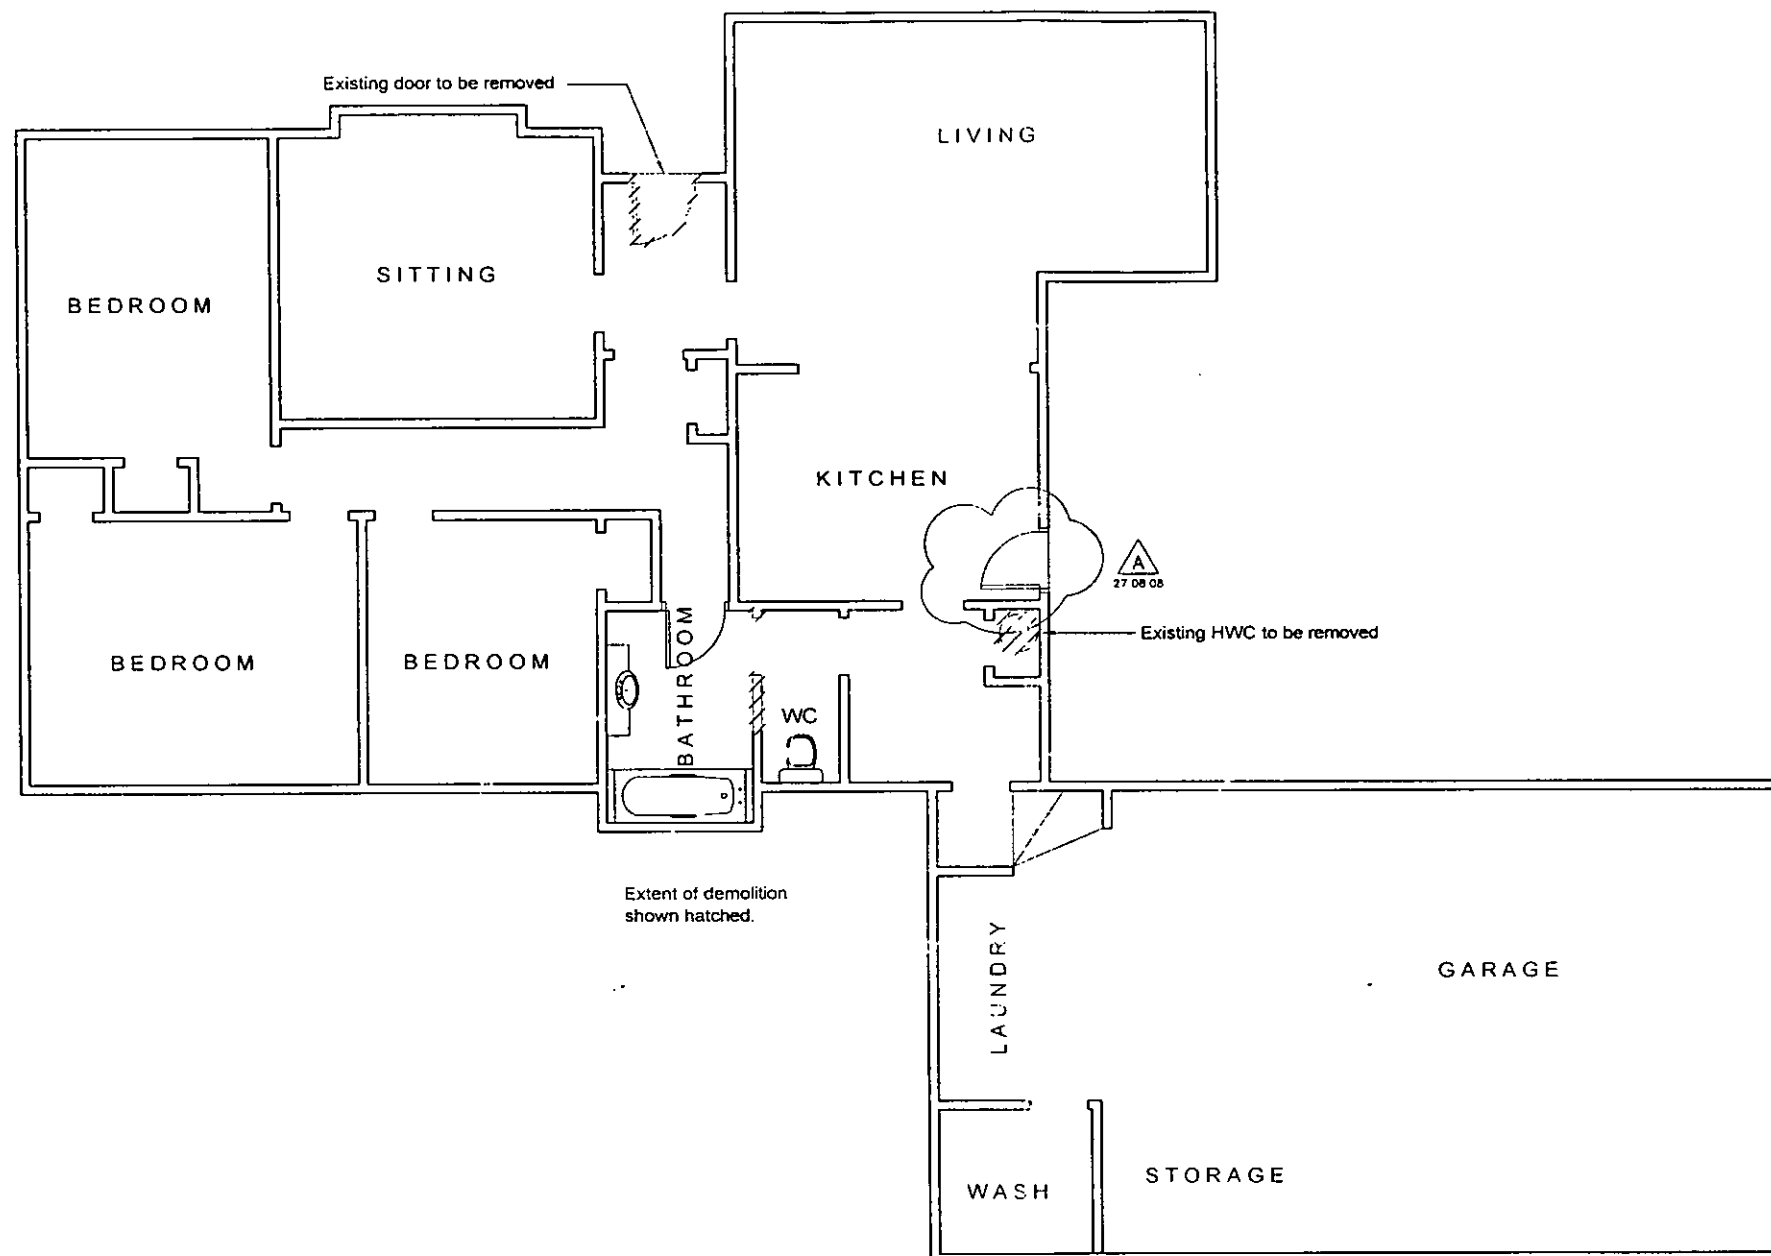 Existing door to be removed
LIVING
SITTING
BEDROOM
KITCHEN
A
27 08 08
Existing HWC to be removed
BEDROOM
BEDROOM
BATHROOM
WC
Extent of demolition
shown hatched.
LAUNDRY
GARAGE
WASH
STORAGE